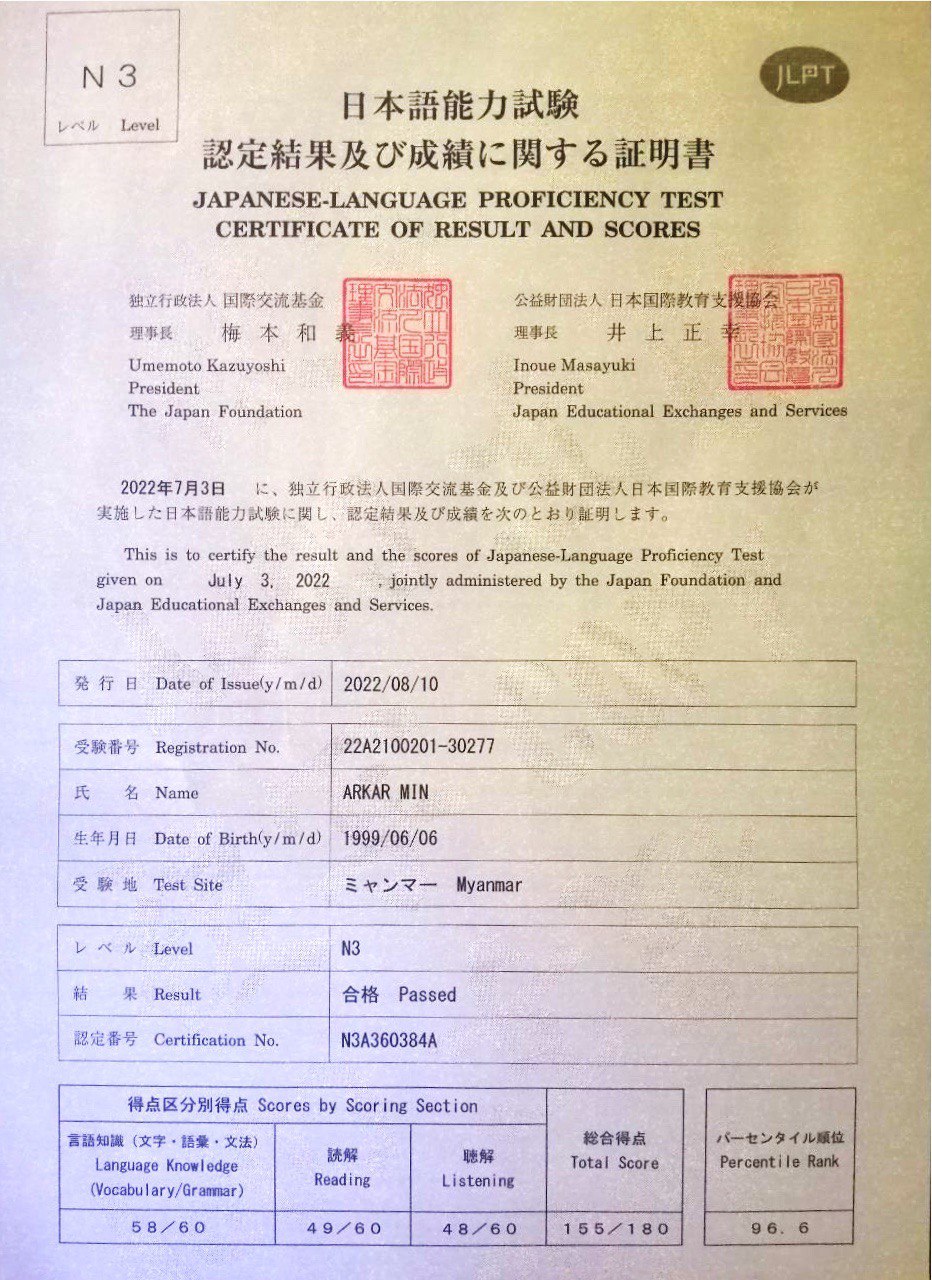 N 3
レベル Level
JLPT
日本語能力試験
認定結果及び成績に関する証明書
JAPANESE-LANGUAGE PROFICIENCY TEST
CERTIFICATE OF RESULT AND SCORES
独立行政法人 国際交流基金
理事長 梅本和義
Umemoto Kazuyoshi
President
The Japan Foundation
公益財団法人 日本国際教育支援協会
理事長 井上正幸
Inoue Masayuki
President
Japan Educational Exchanges and Services
2022年7月3日 に、独立行政法人国際交流基金及び公益財団法人日本国際教育支援協会が
実施した日本語能力試験に関し、認定結果及び成績を次のとおり証明します。
This is to certify the result and the scores of Japanese-Language Proficiency Test
given on July 3, 2022 , jointly administered by the Japan Foundation and
Japan Educational Exchanges and Services.
発行日 Date of Issue(y/m/d) 2022/08/10
受験番号 Registration No. 22A2100201-30277
氏名 Name ARKAR MIN
生年月日 Date of Birth(y/m/d) 1999/06/06
受験地 Test Site ミャンマー Myanmar
レベル Level N3
結果 Result 合格 Passed
認定番号 Certification No. N3A360384A
得点区分別得点 Scores by Scoring Section
言語知識（文字・語彙・文法）
Language Knowledge
(Vocabulary/Grammar)
読解
Reading
聴解
Listening
総合得点
Total Score
パーセンタイル順位
Percentile Rank
58／60 49／60 48／60 155／180 96.6